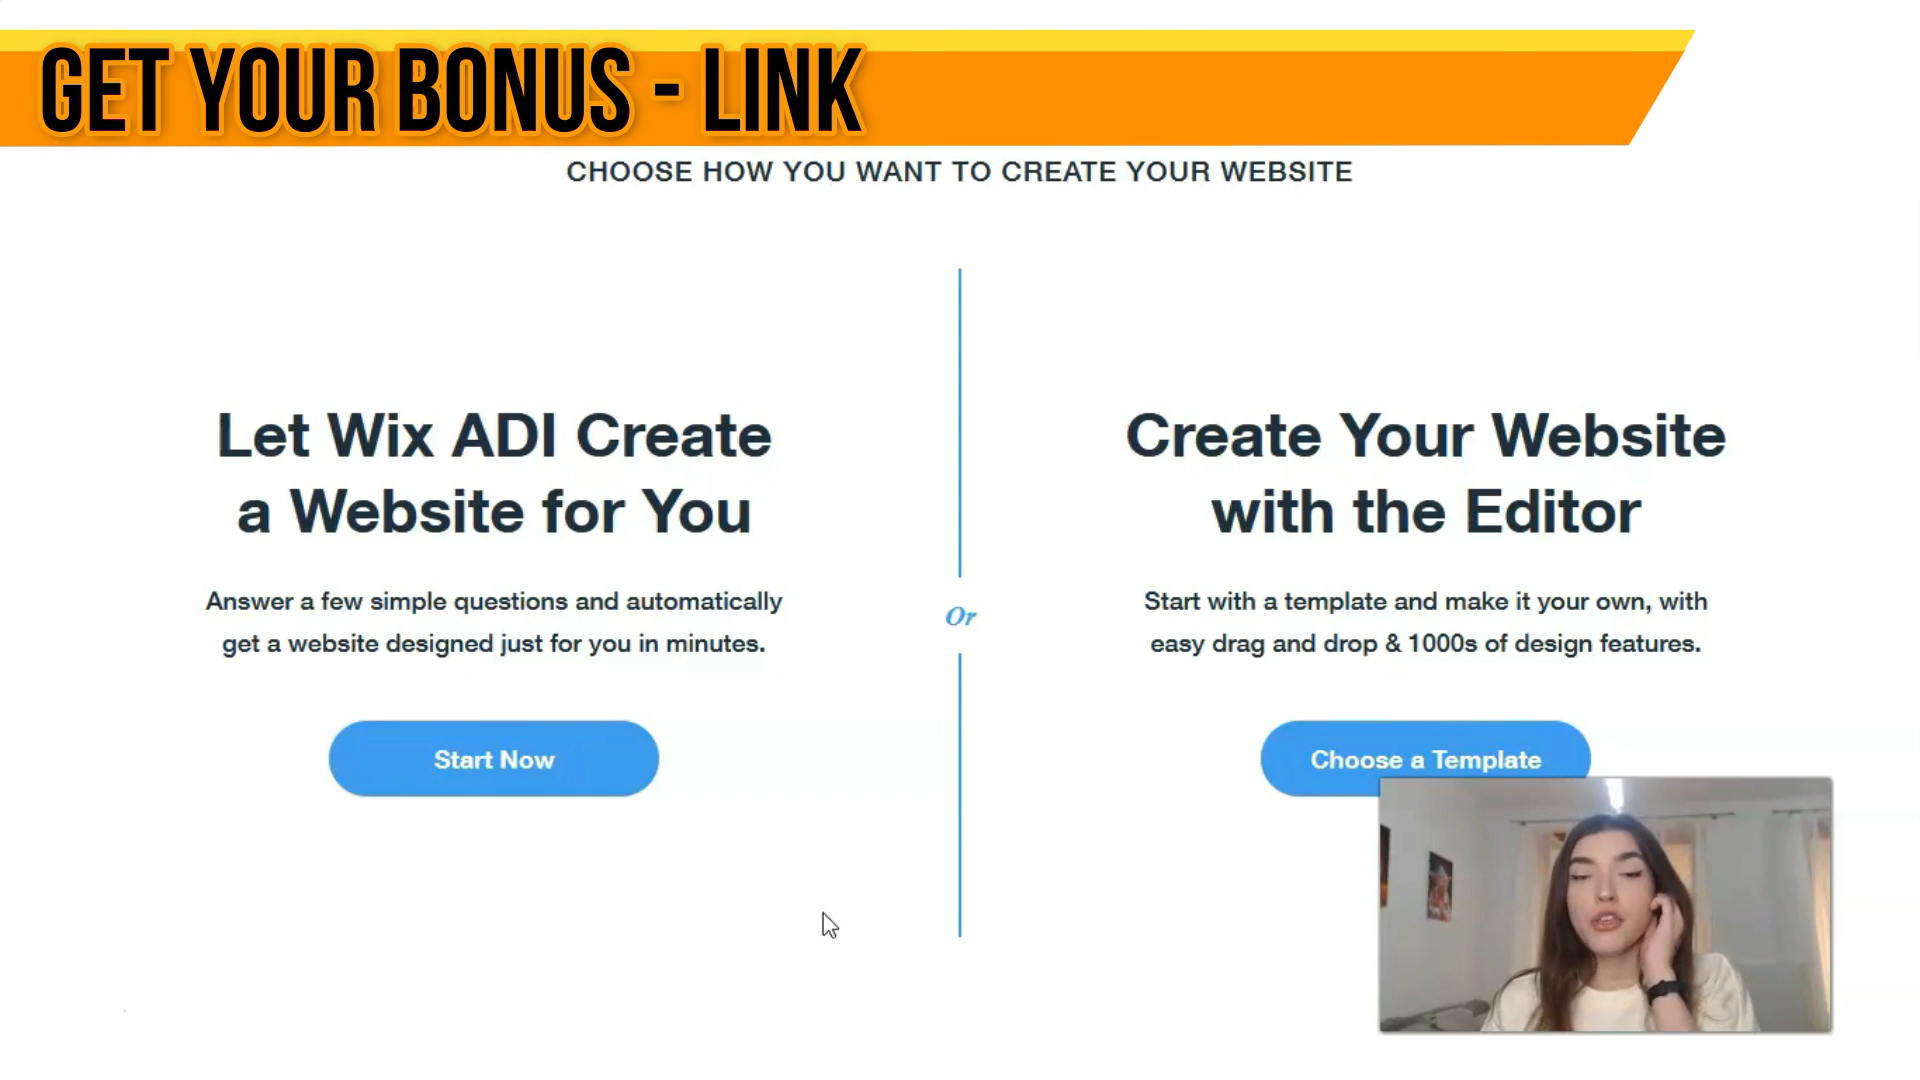 GET YOUR BONUS - LINK
CHOOSE HOW YOU WANT TO CREATE YOUR WEBSITE
Let Wix ADI Create
a Website for You
Answer a few simple questions and automatically
get a website designed just for you in minutes.
Start Now
Or
Create Your Website
with the Editor
Start with a template and make it your own, with
easy drag and drop & 1000s of design features.
Choose a Template